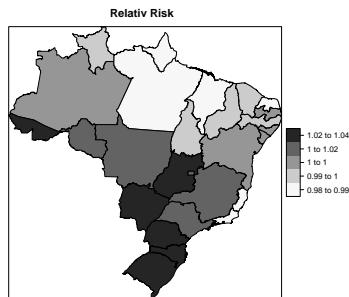 Relativ Risk
1.02 to 1.04
1 to 1.02
1 to 1
0.99 to 1
0.98 to 0.99